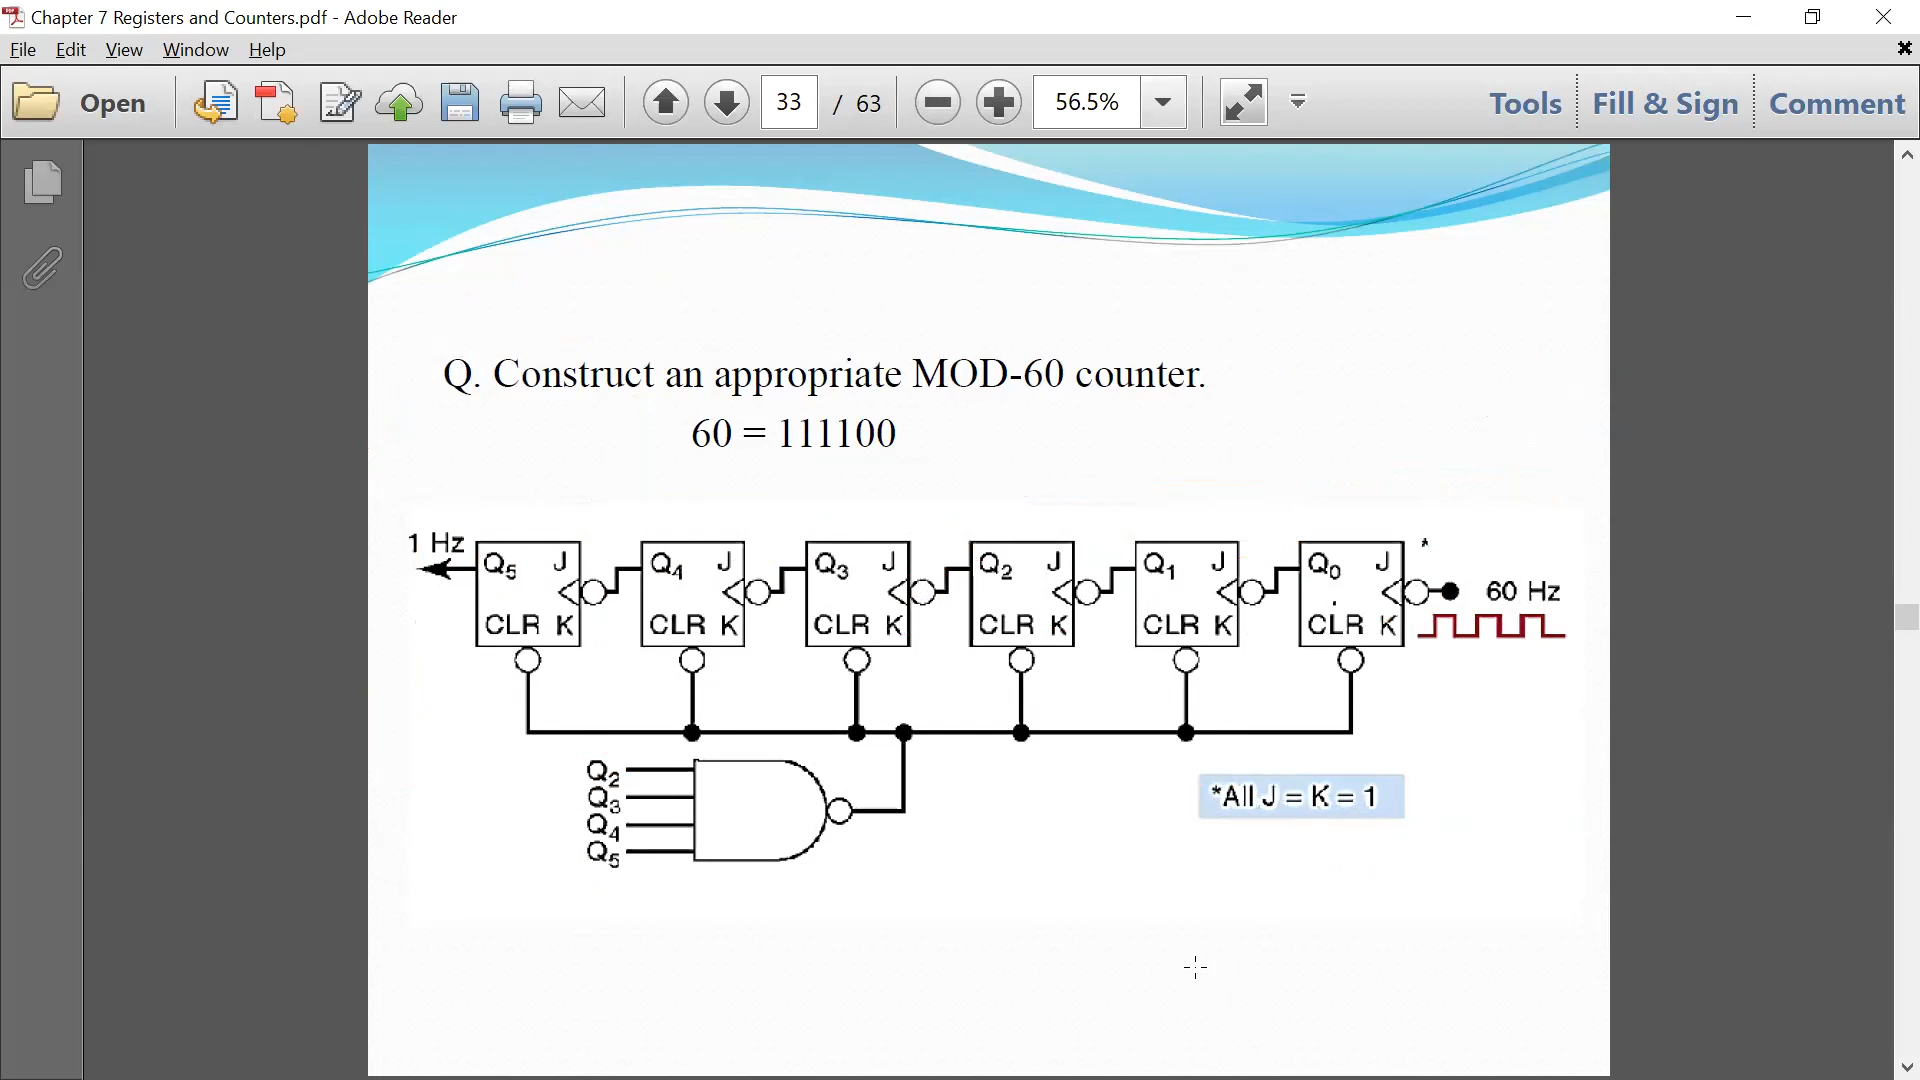 Chapter 7 Registers and Counters.pdf - Adobe Reader
File Edit View Window Help
Open 33 / 63 56.5% Tools Fill & Sign Comment
Q. Construct an appropriate MOD-60 counter.
60 = 111100
1 Hz Q5 J Q4 J Q3 J Q2 J Q1 J Q0 J *
60 Hz
CLR K CLR K CLR K CLR K CLR K CLR K
Q2
Q3
Q4
Q5
*All J = K = 1